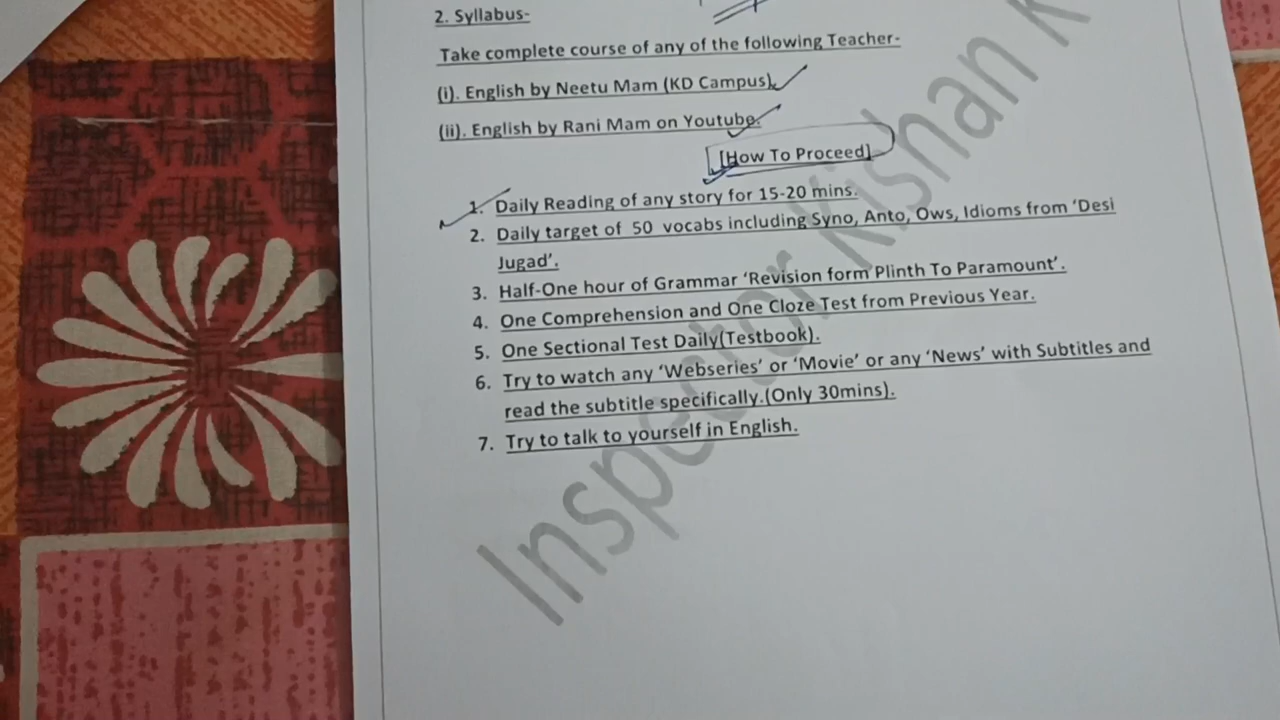 2. Syllabus-
Take complete course of any of the following Teacher-
(i). English by Neetu Mam (KD Campus).
(ii). English by Rani Mam on Youtube.
[How To Proceed]
1. Daily Reading of any story for 15-20 mins.
2. Daily target of 50 vocabs including Syno, Anto, Ows, Idioms from 'Desi
Jugad'.
3. Half-One hour of Grammar 'Revision form Plinth To Paramount'.
4. One Comprehension and One Cloze Test from Previous Year.
5. One Sectional Test Daily(Testbook).
6. Try to watch any 'Webseries' or 'Movie' or any 'News' with Subtitles and
read the subtitle specifically.(Only 30mins).
7. Try to talk to yourself in English.
Inspector Kishan K